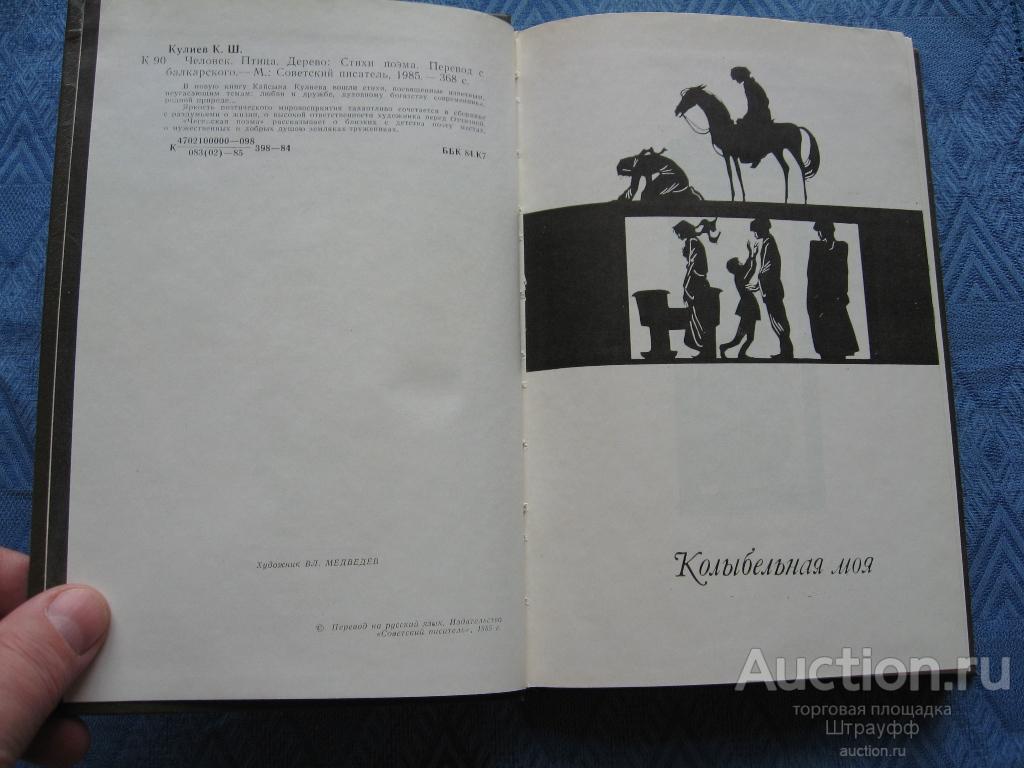 Кулиев К. Ш.
К 90 Человек. Птица. Дерево: Стихи поэма. Перевод с
балкарского.— М.: Советский писатель, 1985. — 368 с.
В новую книгу Кайсына Кулиева вошли стихи, посвященные извечным,
неугасающим темам: любви и дружбе, духовному богатству современника,
родной природе...
Яркость поэтического мировосприятия талантливо сочетается в сборнике
с раздумьями о жизни, о высокой ответственности художника перед Отчизной.
поэма» рассказывает о близких с детства поэту местах,
о мужественных и добрых душою земляках труженниках.
К 4702100000—098 398—84
083(02)—85
ББК 84.К7
Художник ВЛ. МЕДВЕДЕВ
© Перевод на русский язык. Издательство
«Советский писатель», 1985 г.
Колыбельная моя
Auction.ru
торговая площадка
Штрауфф
auction.ru